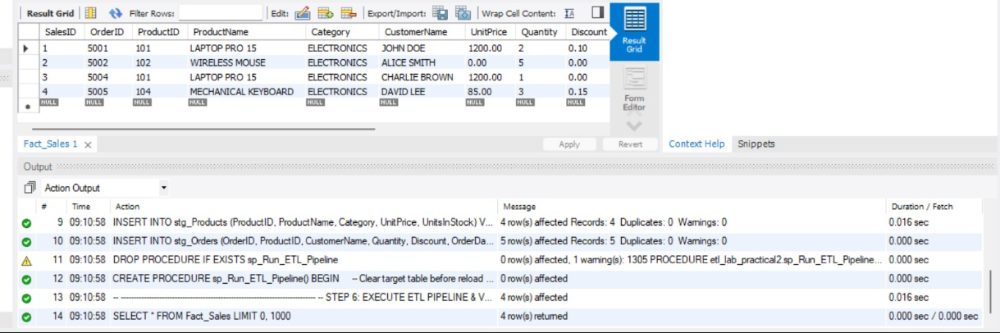 Result Grid Filter Rows: Edit: Export/Import: Wrap Cell Content: IA
SalesID OrderID ProductID ProductName Category CustomerName UnitPrice Quantity Discount
1 5001 101 LAPTOP PRO 15 ELECTRONICS JOHN DOE 1200.00 2 0.10
2 5002 102 WIRELESS MOUSE ELECTRONICS ALICE SMITH 0.00 5 0.00
3 5004 101 LAPTOP PRO 15 ELECTRONICS CHARLIE BROWN 1200.00 1 0.00
4 5005 104 MECHANICAL KEYBOARD ELECTRONICS DAVID LEE 85.00 3 0.15
NULL NULL NULL NULL NULL NULL NULL NULL NULL
Result
Grid
Form
Editor
Fact_Sales 1 × Apply Revert Context Help Snippets
Output
Action Output
# Time Action Message Duration / Fetch
9 09:10:58 INSERT INTO stg_Products (ProductID, ProductName, Category, UnitPrice, UnitsInStock) V... 4 row(s) affected Records: 4 Duplicates: 0 Warnings: 0 0.016 sec
10 09:10:58 INSERT INTO stg_Orders (OrderID, ProductID, CustomerName, Quantity, Discount, OrderDa... 5 row(s) affected Records: 5 Duplicates: 0 Warnings: 0 0.000 sec
11 09:10:58 DROP PROCEDURE IF EXISTS sp_Run_ETL_Pipeline 0 row(s) affected, 1 warning(s): 1305 PROCEDURE etl_lab_practical2.sp_Run_ETL_Pipeline... 0.000 sec
12 09:10:58 CREATE PROCEDURE sp_Run_ETL_Pipeline() BEGIN -- Clear target table before reload ... 0 row(s) affected 0.000 sec
13 09:10:58 -- ---------------------------------------------------------------------- -- STEP 6: EXECUTE ETL PIPELINE & V... 4 row(s) affected 0.016 sec
14 09:10:58 SELECT * FROM Fact_Sales LIMIT 0, 1000 4 row(s) returned 0.000 sec / 0.000 sec